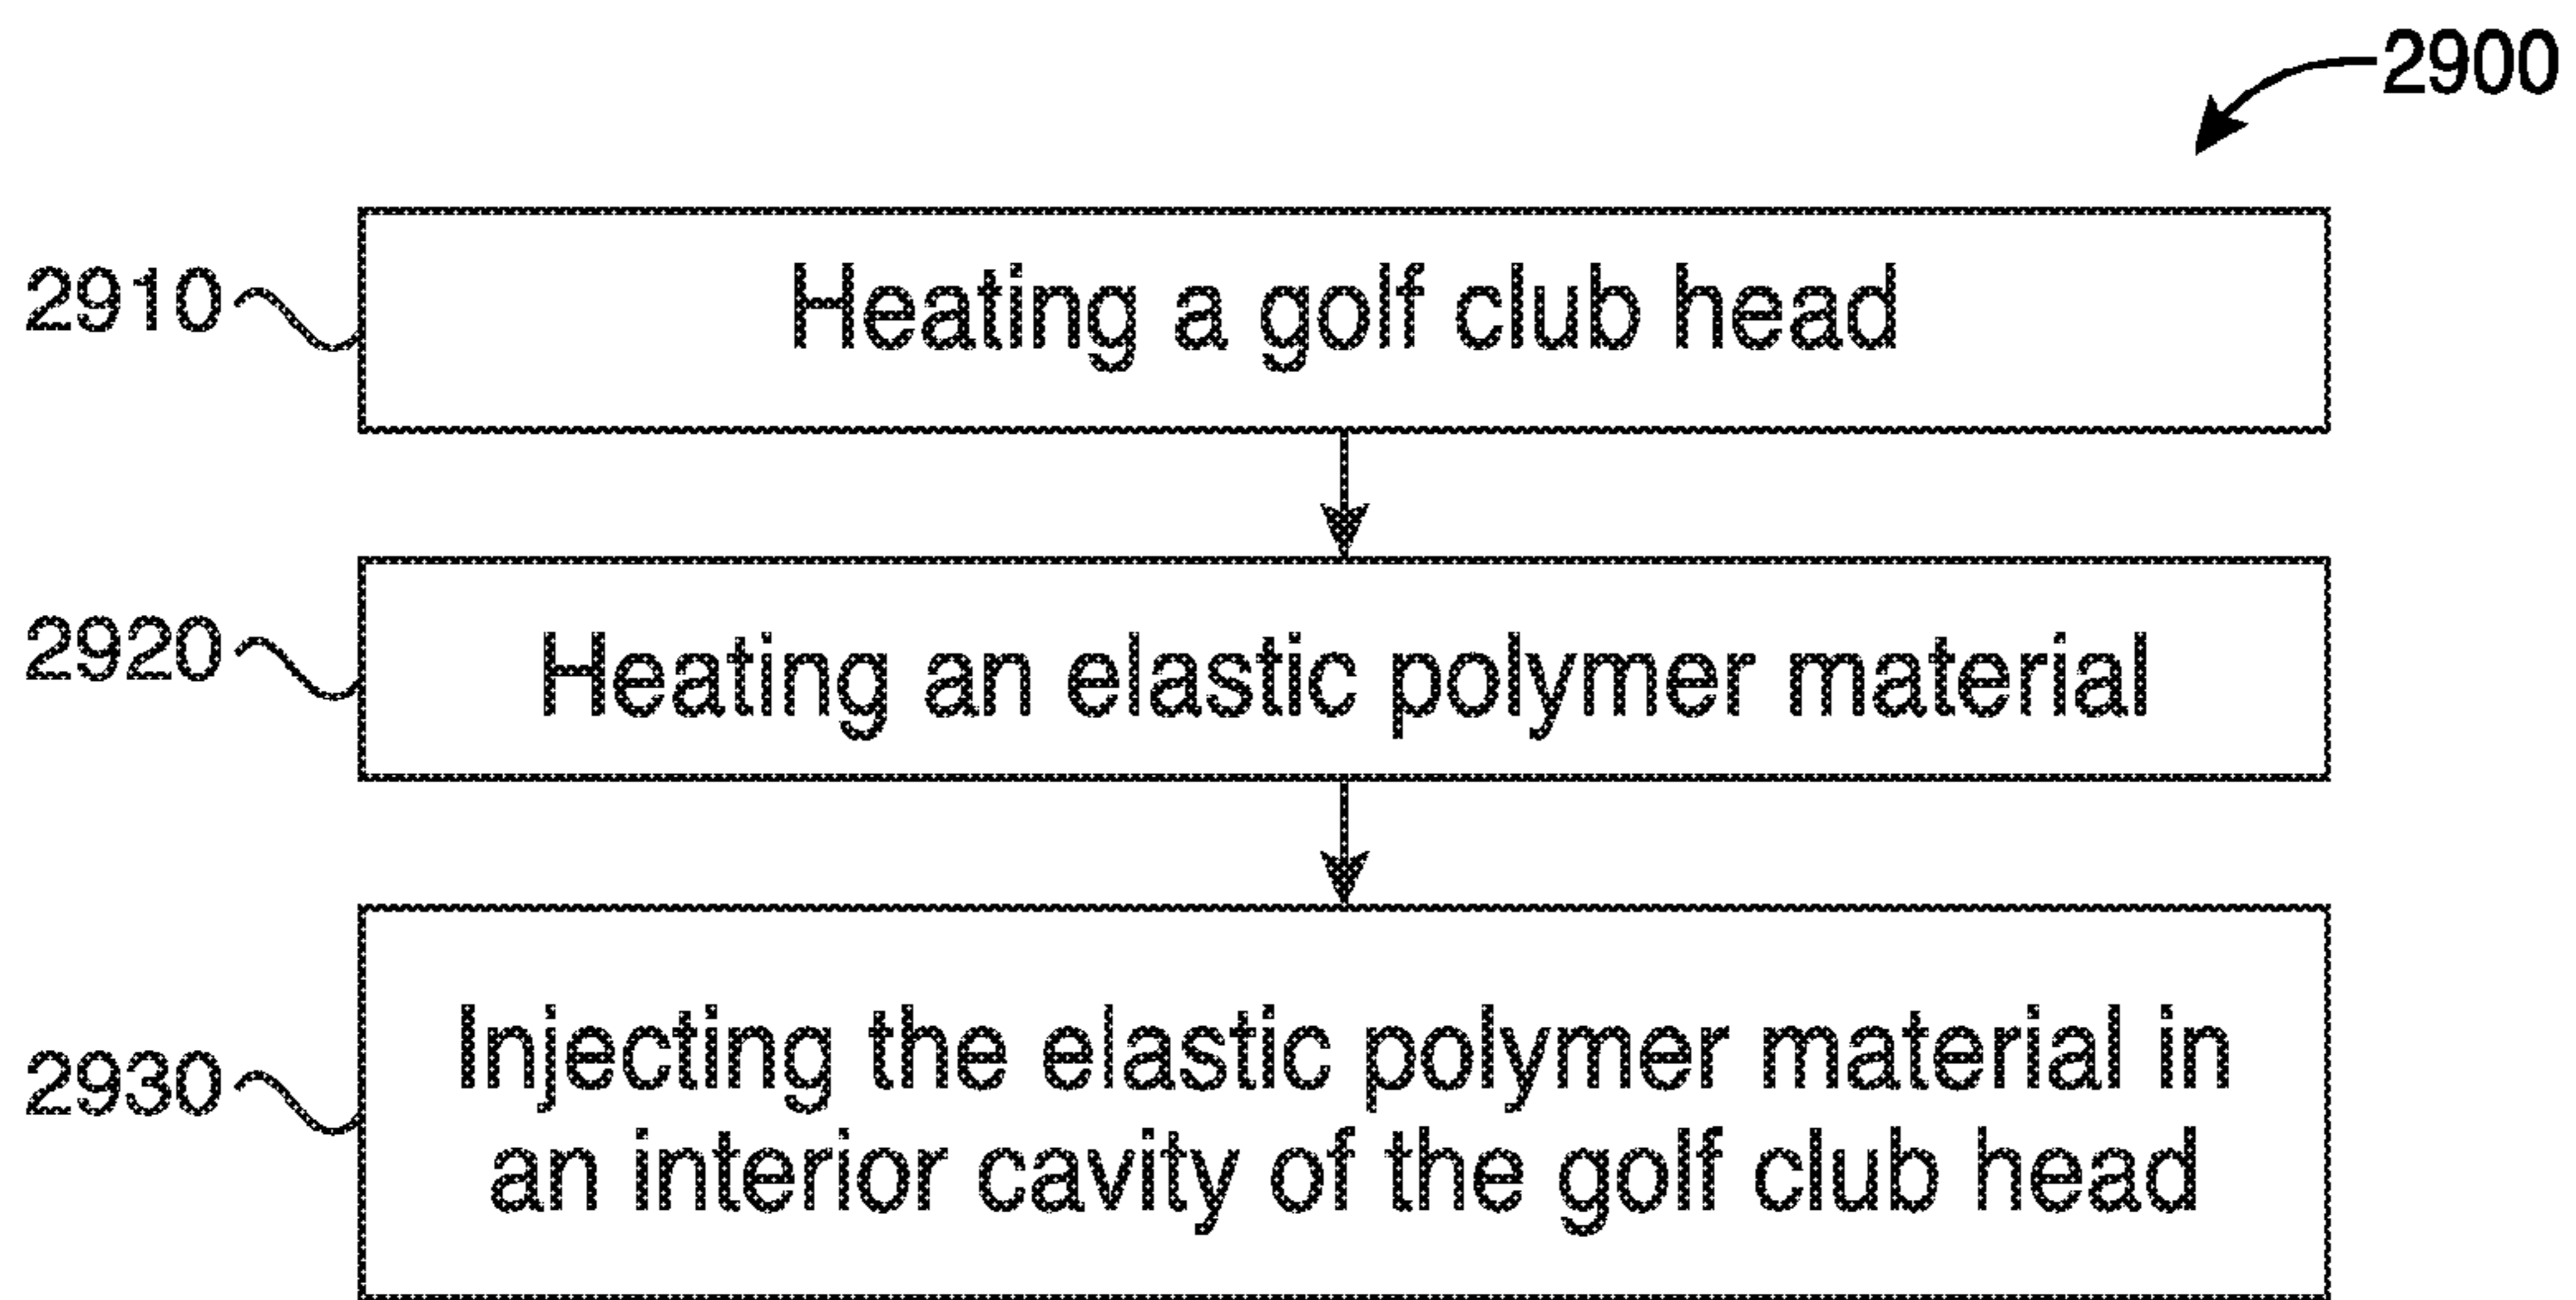 2900
2910
Heating a golf club head
2920
Heating an elastic polymer material
2930
Injecting the elastic polymer material in
an interior cavity of the golf club head